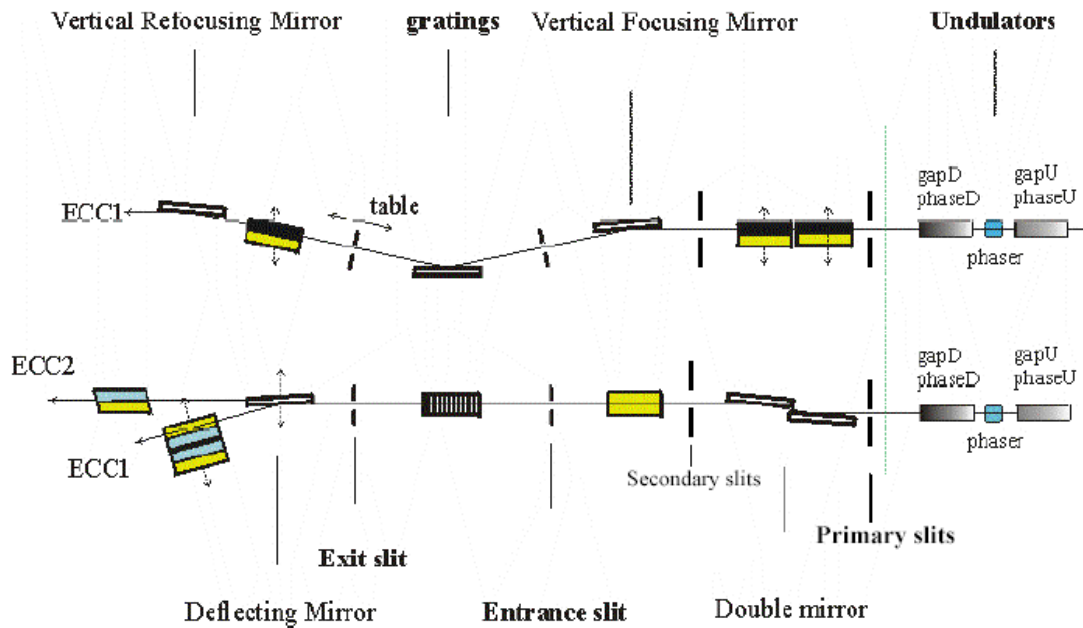 Vertical Refocusing Mirror
gratings
Vertical Focusing Mirror
Undulators
gapD
phaseD
gapU
phaseU
ECC1
table
phaser
ECC2
gapD
phaseD
gapU
phaseU
phaser
ECC1
Secondary slits
Primary slits
Exit slit
Deflecting Mirror
Entrance slit
Double mirror